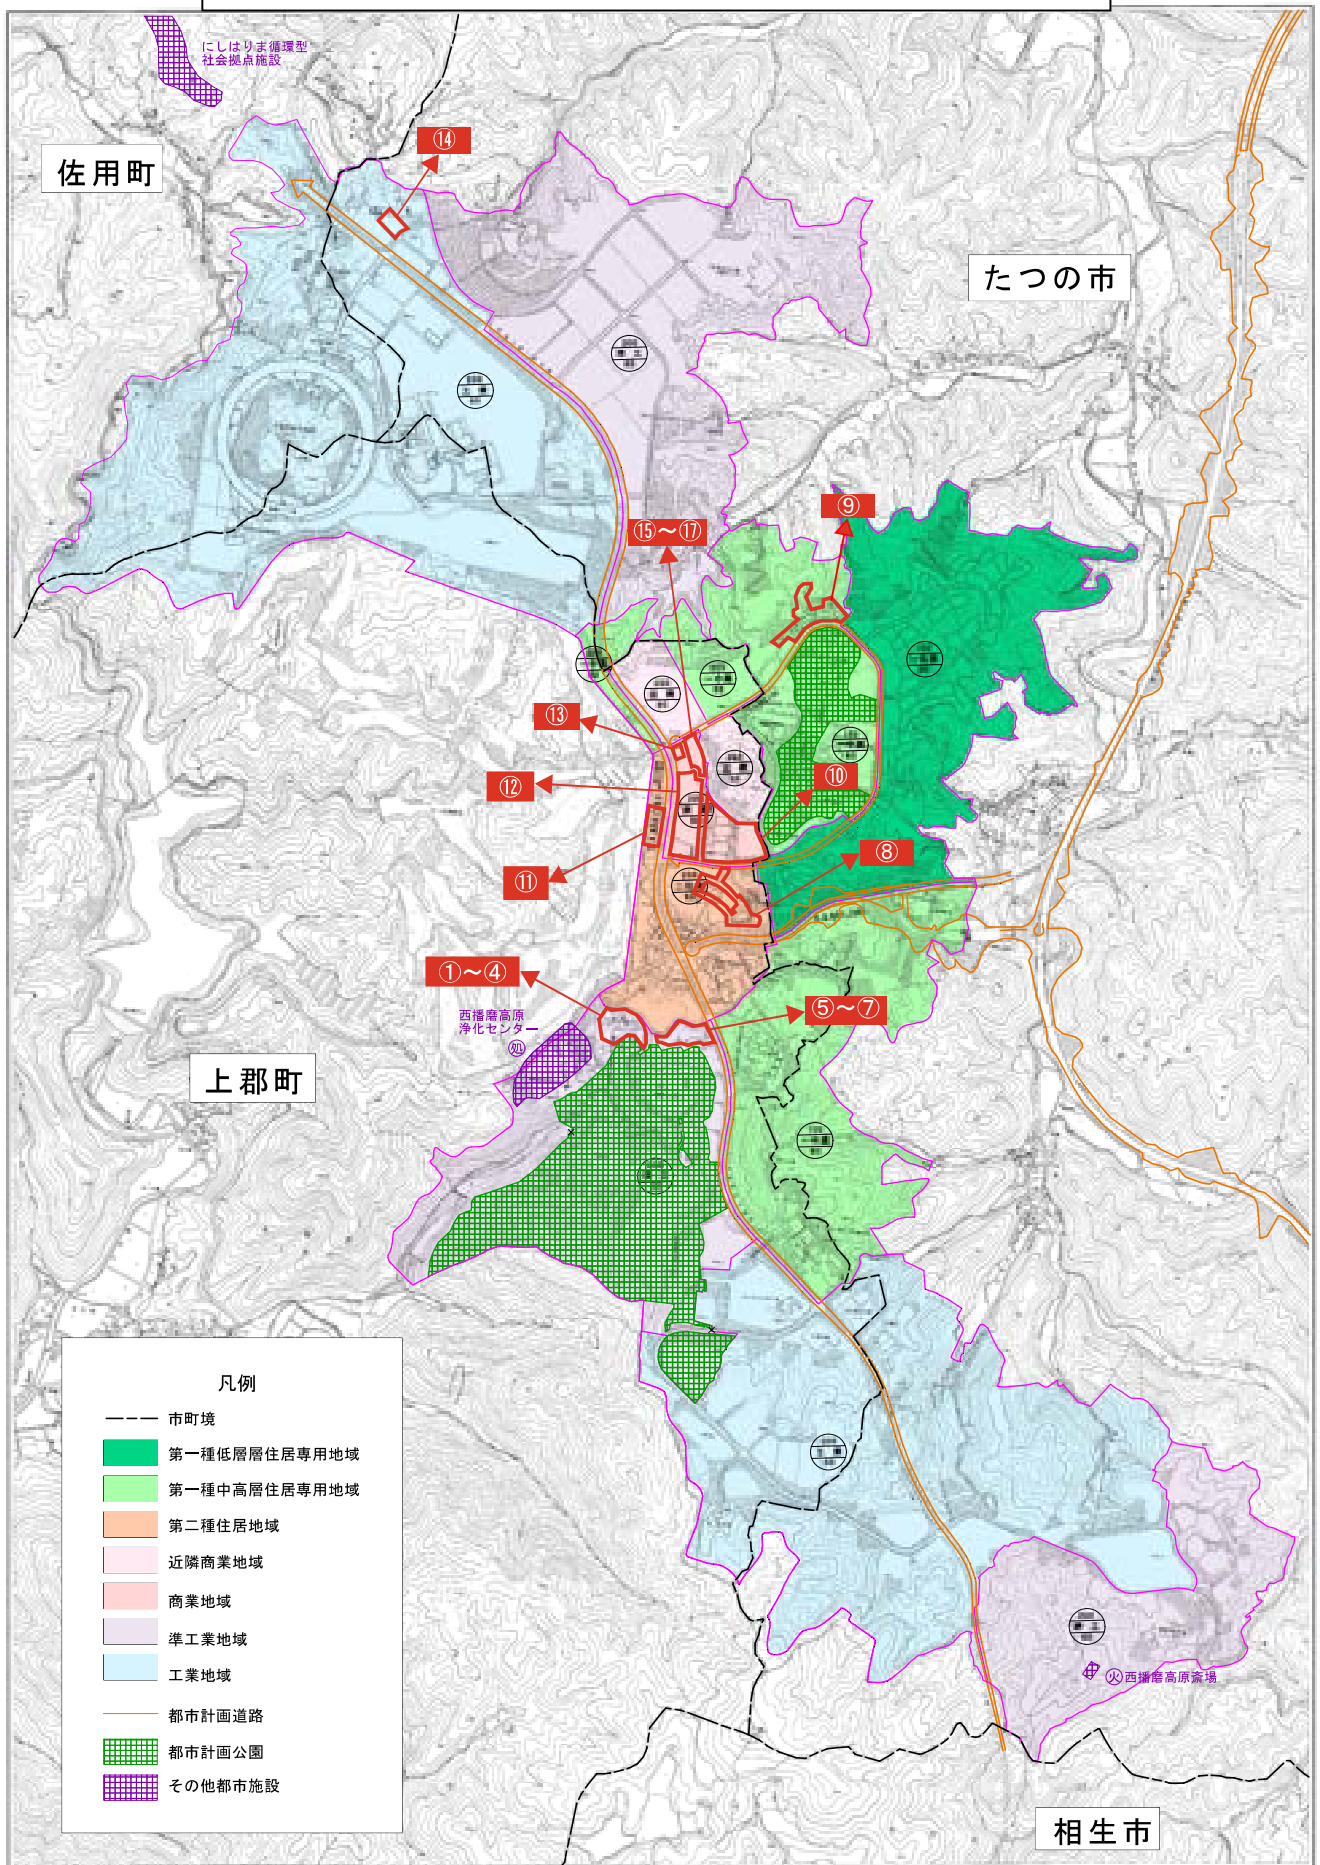 にしはりま循環型
社会拠点施設
⑭
佐用町
たつの市
⑨
⑮～⑰
⑬
⑩
⑫
⑧
⑪
①～④
⑤～⑦
西播磨高原
浄化センター
処
上郡町
凡例
市町境
第一種低層層住居専用地域
第一種中高層住居専用地域
第二種住居地域
近隣商業地域
商業地域
準工業地域
工業地域
都市計画道路
都市計画公園
その他都市施設
火 西播磨高原斎場
相生市